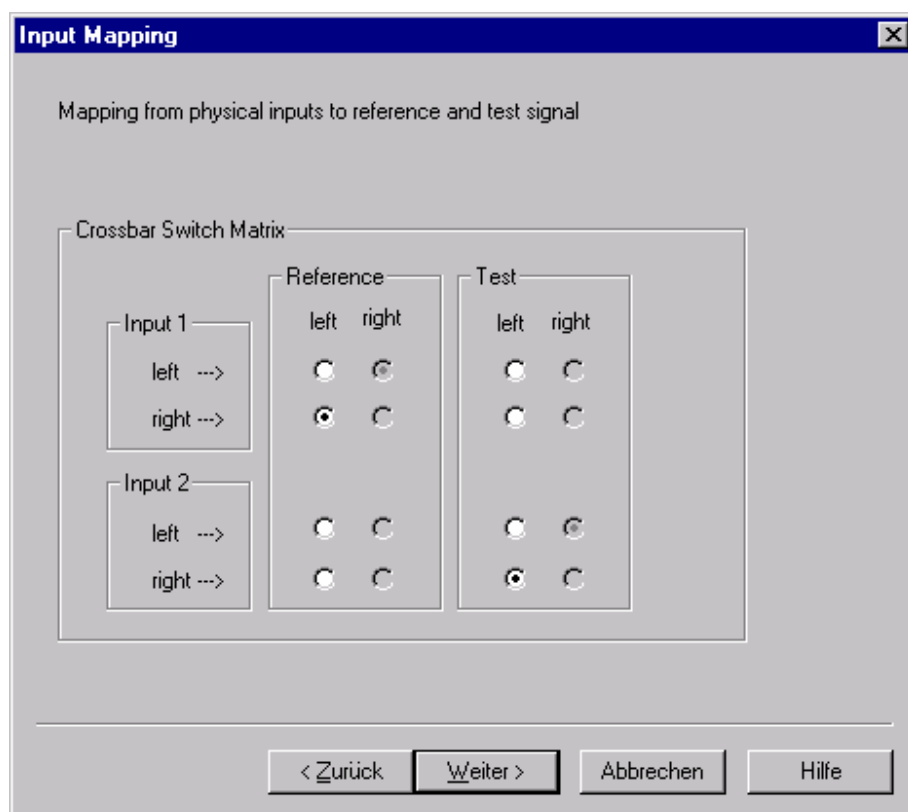 Input Mapping
Mapping from physical inputs to reference and test signal
Crossbar Switch Matrix
Reference
Test
Input 1
left right
left right
left --->
right --->
Input 2
left --->
right --->
< Zurück
Weiter >
Abbrechen
Hilfe